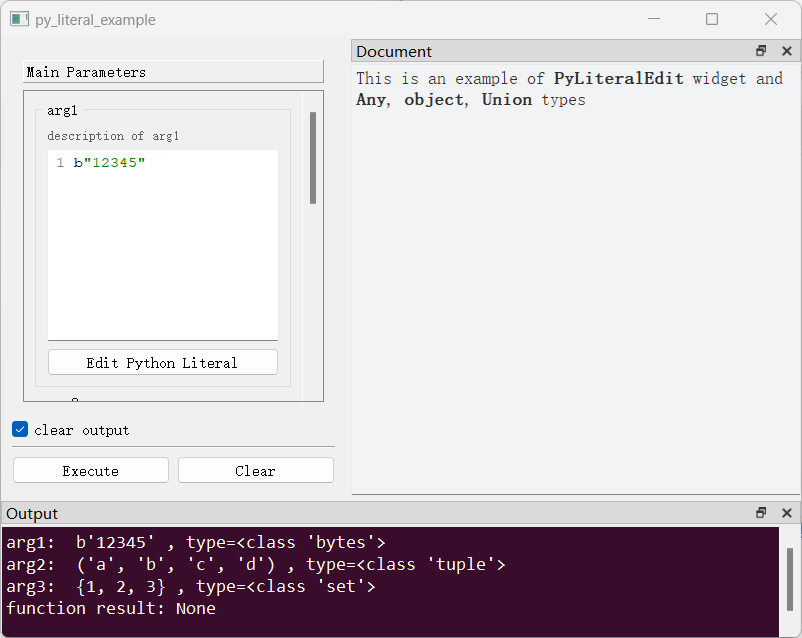 py_literal_example
Main Parameters
arg1
description of arg1
1 b"12345"
Edit Python Literal
clear output
Execute
Clear
Document
This is an example of PyLiteralEdit widget and
Any, object, Union types
Output
arg1:  b'12345' , type=<class 'bytes'>
arg2:  ('a', 'b', 'c', 'd') , type=<class 'tuple'>
arg3:  {1, 2, 3} , type=<class 'set'>
function result: None